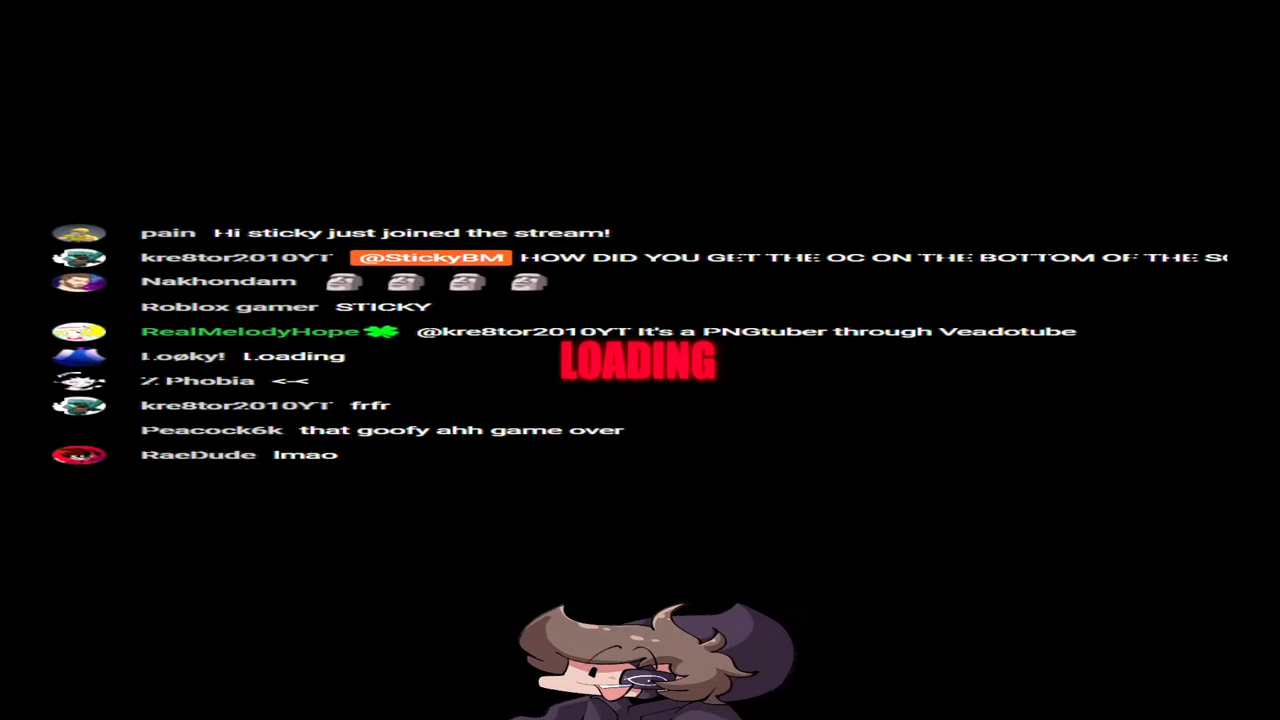 pain Hi sticky just joined the stream!
kre8tor2010YT @StickyBM HOW DID YOU GET THE OC ON THE BOTTOM OF THE
Nakhondam 🗿 🗿 🗿 🗿
Roblox gamer STICKY
RealMelodyHope🍀 @kre8tor2010YT It's a PNGtuber through Veadotube
Looky! Loading
LOADING
Phobia <-<
kre8tor2010YT frfr
Peacock6k that goofy ahh game over
RaeDude lmao